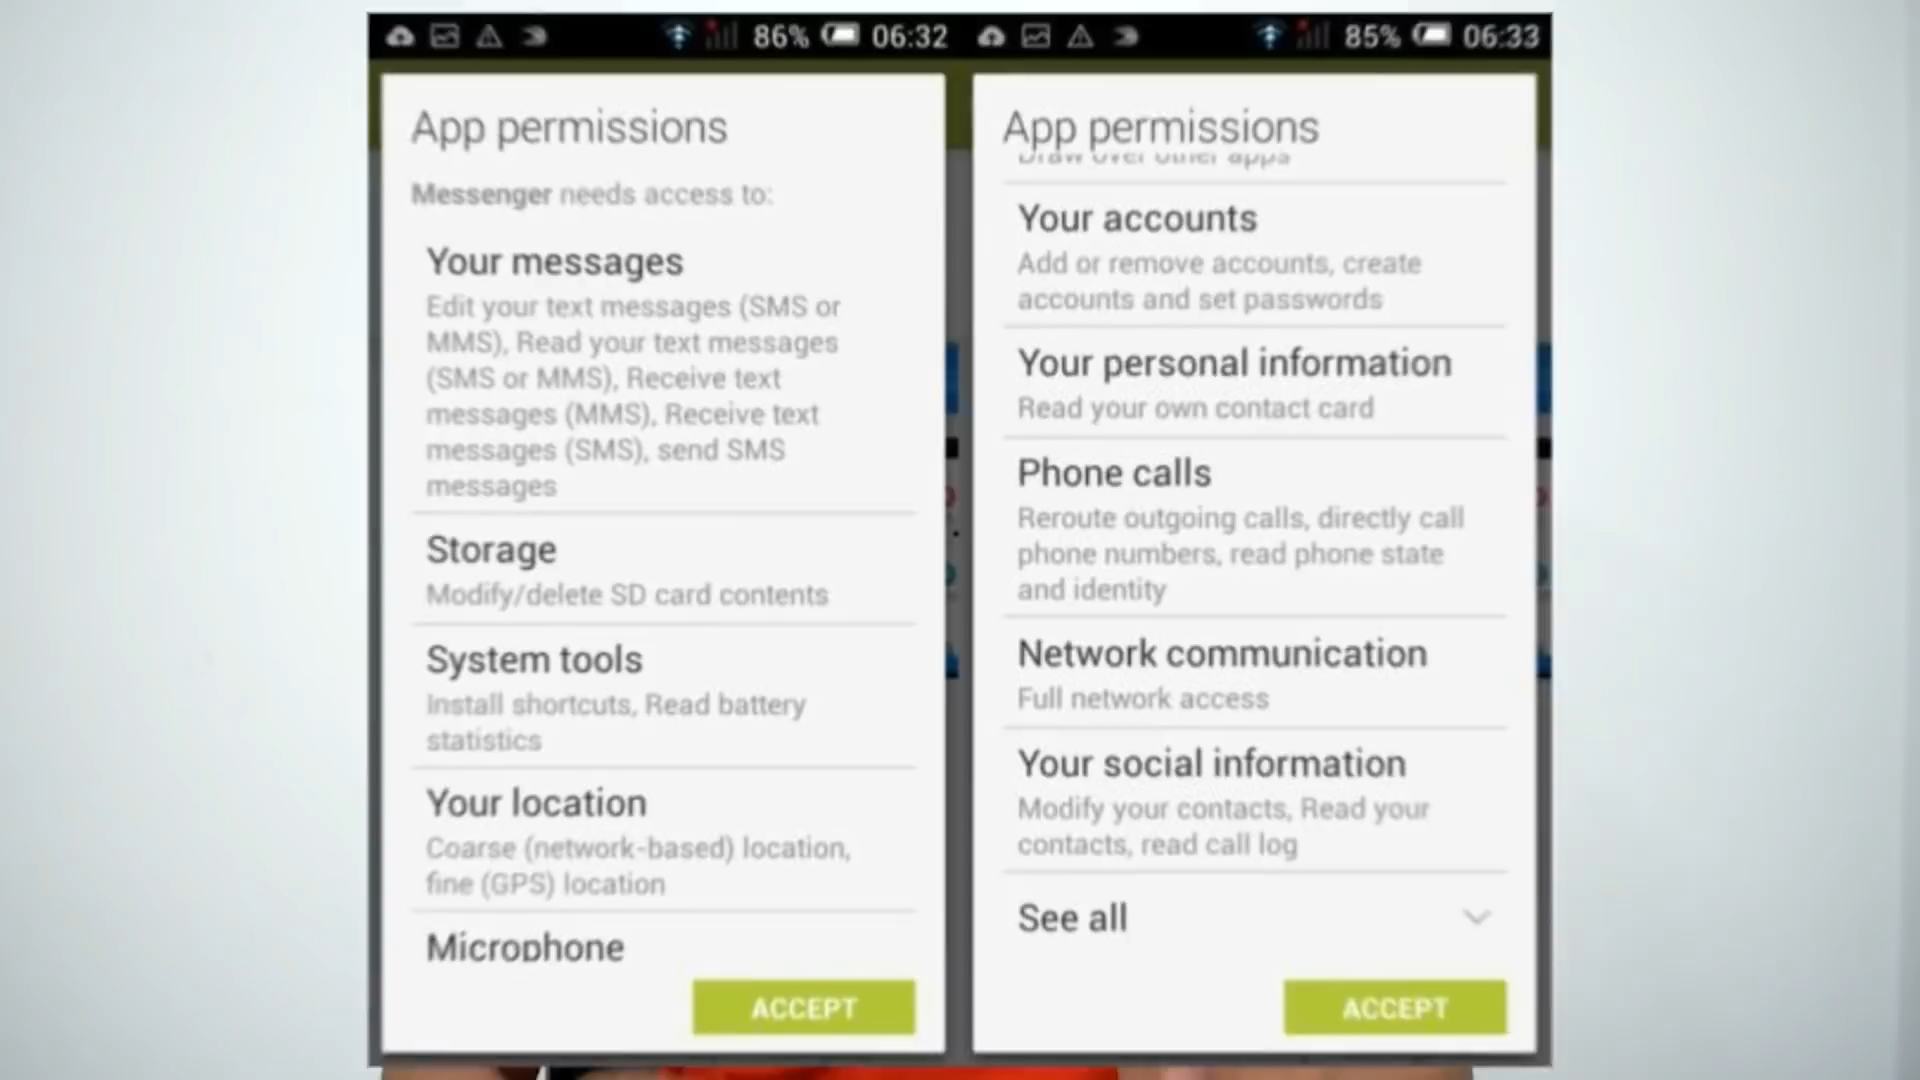 86% 06:32
App permissions
Messenger needs access to:
Your messages
Edit your text messages (SMS or
MMS), Read your text messages
(SMS or MMS), Receive text
messages (MMS), Receive text
messages (SMS), send SMS
messages
Storage
Modify/delete SD card contents
System tools
Install shortcuts, Read battery
statistics
Your location
Coarse (network-based) location,
fine (GPS) location
Microphone
ACCEPT
85% 06:33
App permissions
Draw over other apps
Your accounts
Add or remove accounts, create
accounts and set passwords
Your personal information
Read your own contact card
Phone calls
Reroute outgoing calls, directly call
phone numbers, read phone state
and identity
Network communication
Full network access
Your social information
Modify your contacts, Read your
contacts, read call log
See all
ACCEPT